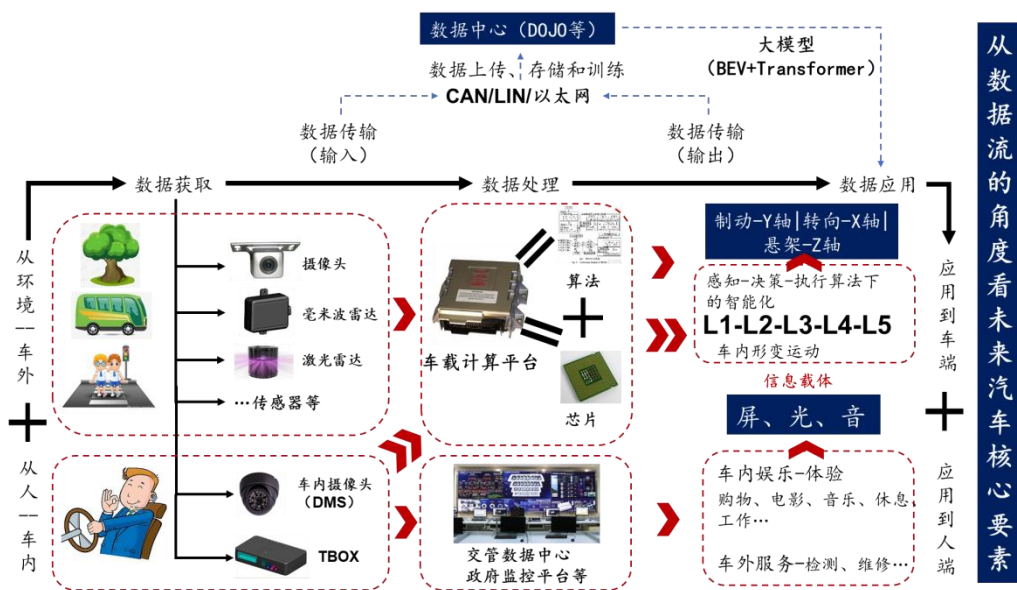 数据中心（DOJO等）
数据上传、存储和训练
CAN/LIN/以太网
大模型
（BEV+Transformer）
数据传输
（输入）
数据传输
（输出）
数据获取
数据处理
数据应用
从环境--车外
从人--车内
摄像头
毫米波雷达
激光雷达
…传感器等
车内摄像头
（DMS）
TBOX
车载计算平台
算法
芯片
交管数据中心
政府监控平台等
制动-Y轴|转向-X轴|
悬架-Z轴
感知-决策-执行算法下
的智能化
L1-L2-L3-L4-L5
车内形变运动
信息载体
屏、光、音
车内娱乐-体验
购物、电影、音乐、休息、
工作…
车外服务-检测、维修…
应用到车端
应用到人端
从数据流的角度看未来汽车核心要素